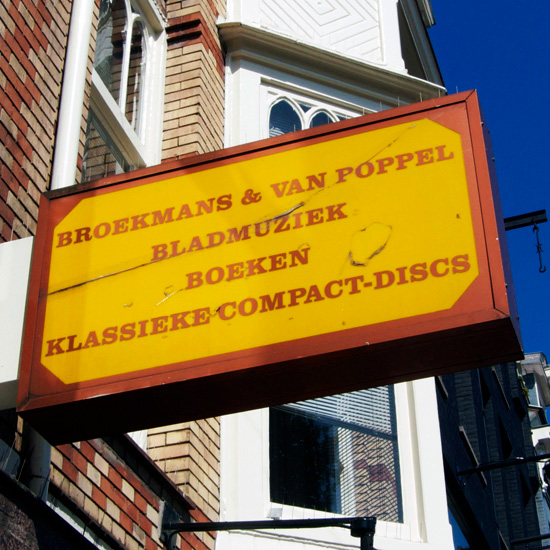 BROEKMANS & VAN POPPEL
BLADMUZIEK
BOEKEN
KLASSIEKE COMPACT-DISCS